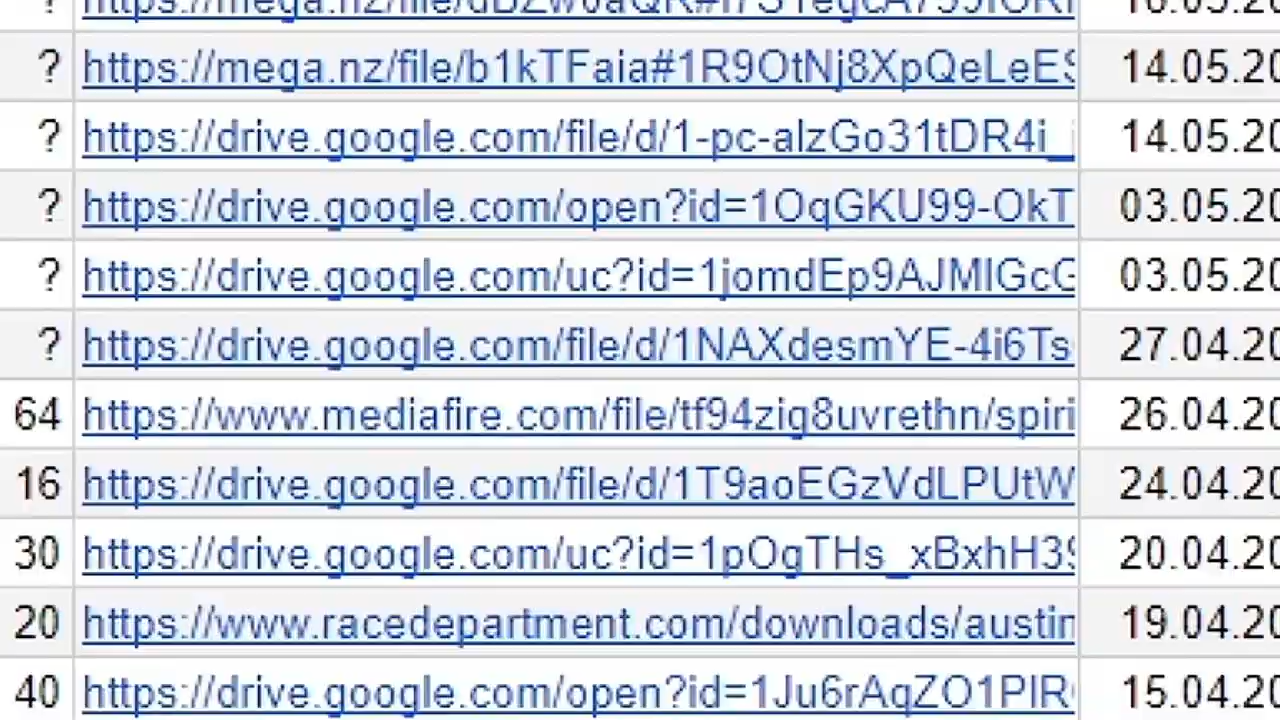 ? https://mega.nz/file/b1kTFaia#1R9OtNj8XpQeLeES 14.05.20
? https://drive.google.com/file/d/1-pc-alzGo31tDR4i_ 14.05.20
? https://drive.google.com/open?id=1OqGKU99-OkT 03.05.20
? https://drive.google.com/uc?id=1jomdEp9AJMIGcG 03.05.20
? https://drive.google.com/file/d/1NAXdesmYE-4i6Ts 27.04.20
64 https://www.mediafire.com/file/tf94zig8uvrethn/spiri 26.04.20
16 https://drive.google.com/file/d/1T9aoEGzVdLPUtW 24.04.20
30 https://drive.google.com/uc?id=1pOgTHs_xBxhH39 20.04.20
20 https://www.racedepartment.com/downloads/austin 19.04.20
40 https://drive.google.com/open?id=1Ju6rAqZO1PIR 15.04.20